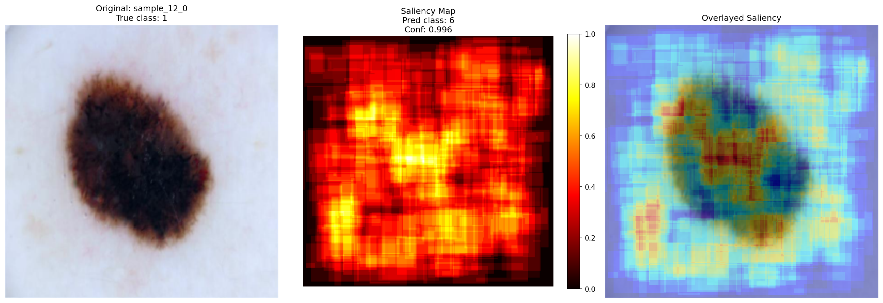 Original: sample_12_0
True class: 1
Saliency Map
Pred class: 6
Conf: 0.996
Overlayed Saliency
1.0
0.8
0.6
0.4
0.2
0.0